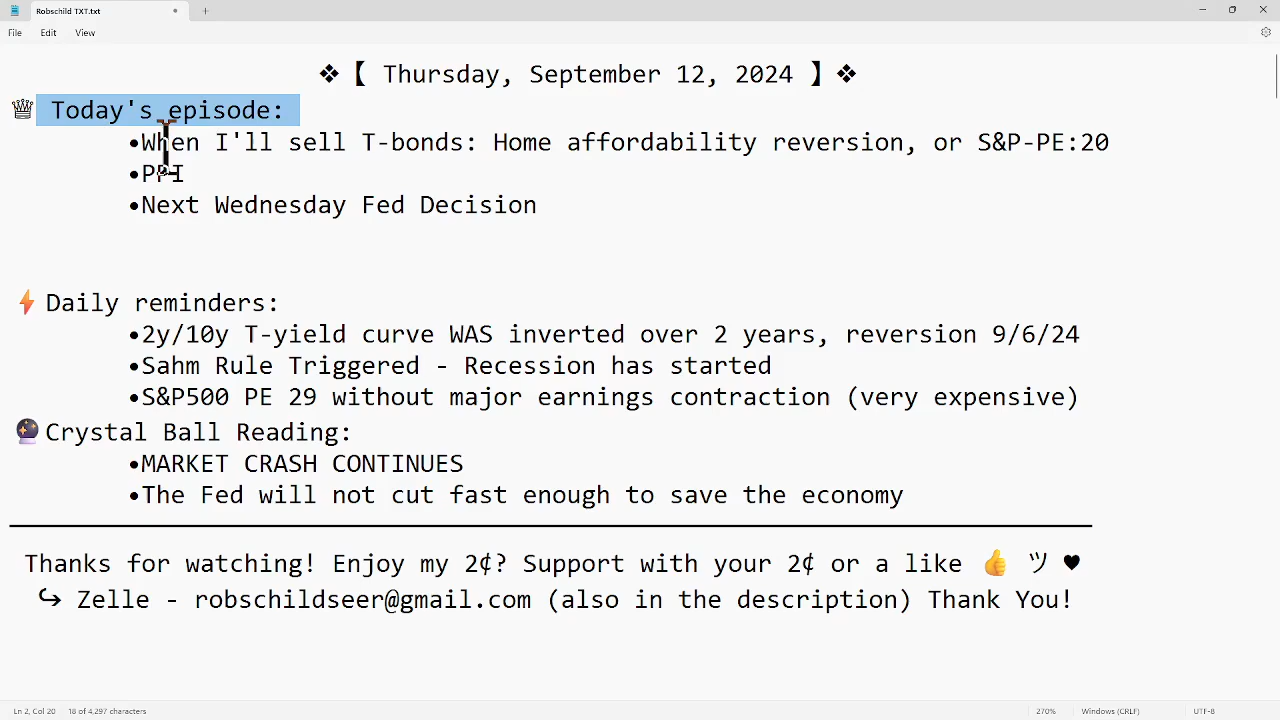 Robschild TXT.txt
File Edit View
❖【 Thursday, September 12, 2024 】❖
♕ Today's episode:
•When I'll sell T-bonds: Home affordability reversion, or S&P-PE:20
•PPI
•Next Wednesday Fed Decision
⚡Daily reminders:
•2y/10y T-yield curve WAS inverted over 2 years, reversion 9/6/24
•Sahm Rule Triggered - Recession has started
•S&P500 PE 29 without major earnings contraction (very expensive)
🔮Crystal Ball Reading:
•MARKET CRASH CONTINUES
•The Fed will not cut fast enough to save the economy
Thanks for watching! Enjoy my 2¢? Support with your 2¢ or a like 👍 ツ ♥
↪ Zelle - robschildseer@gmail.com (also in the description) Thank You!
Ln 2, Col 20 18 of 4,297 characters 270% Windows (CRLF) UTF-8